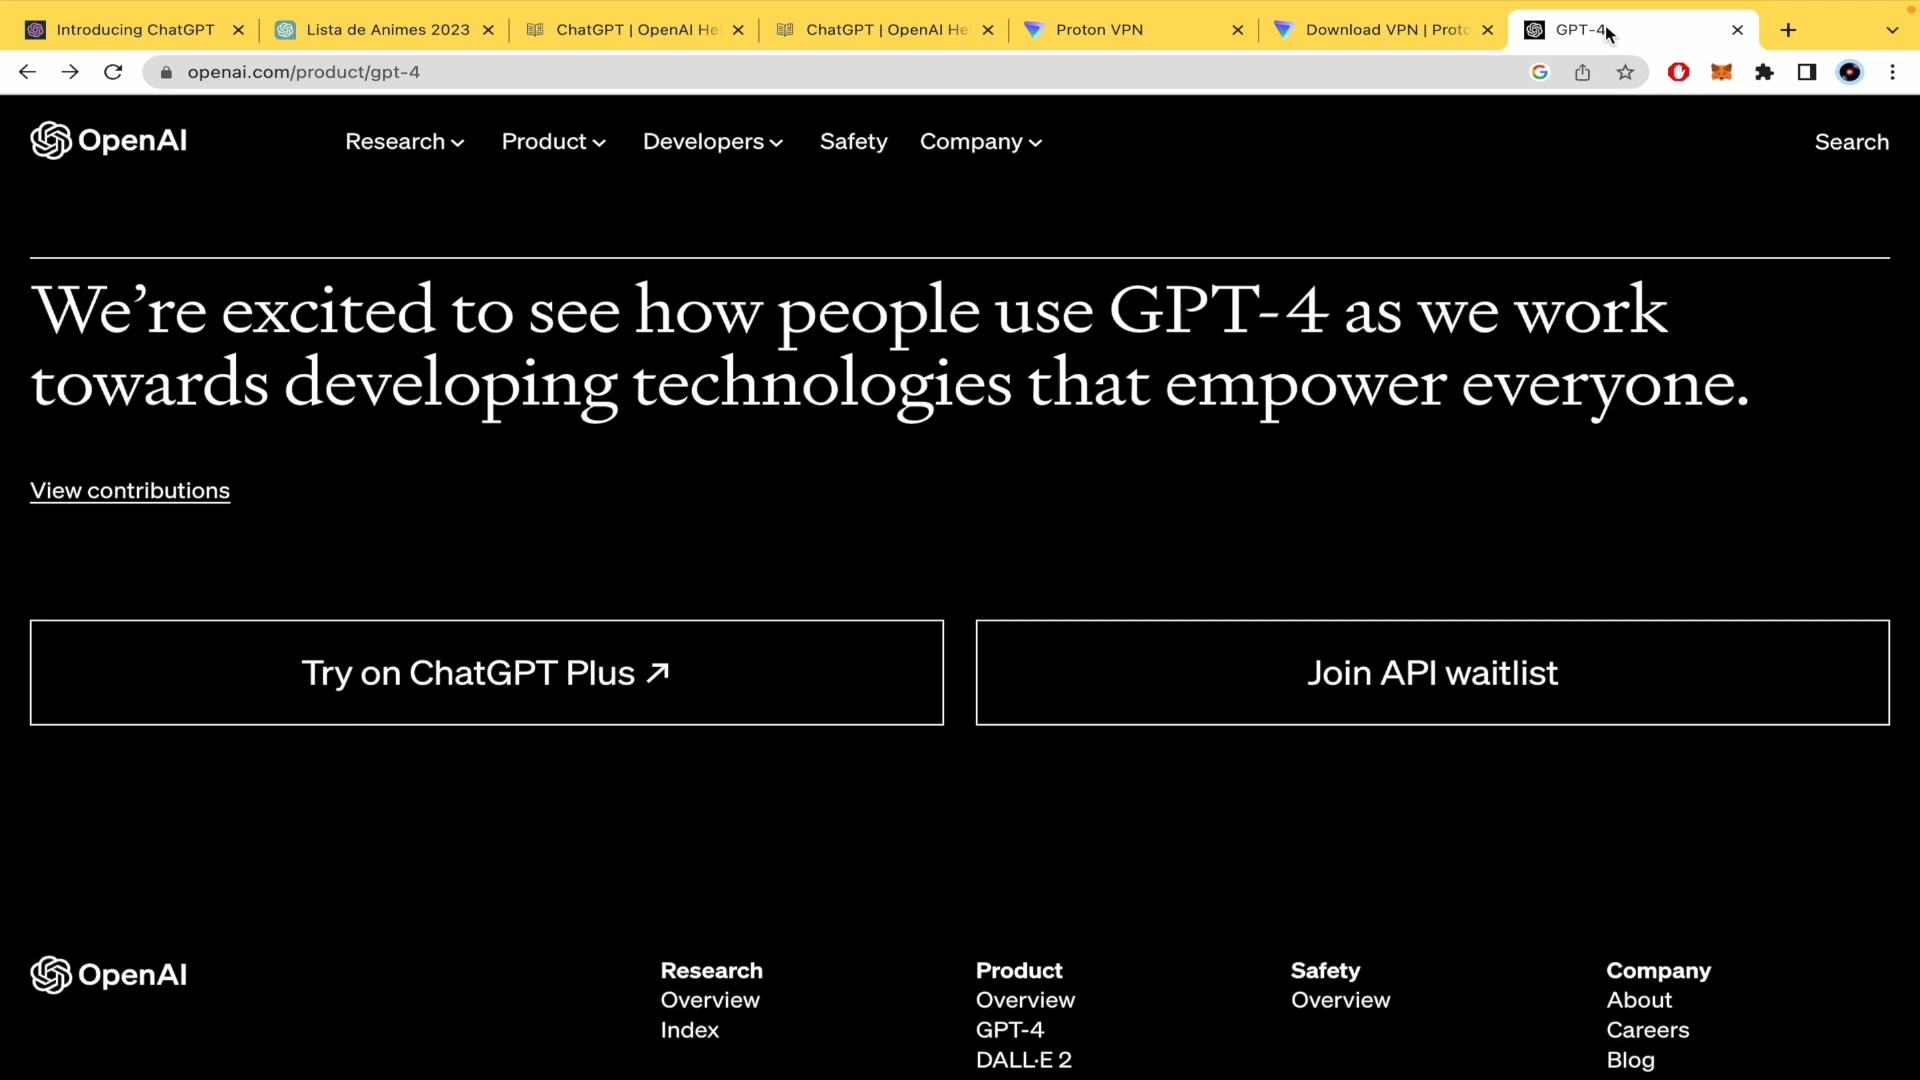 Introducing ChatGPT
Lista de Animes 2023
ChatGPT | OpenAI He
ChatGPT | OpenAI He
Proton VPN
Download VPN | Proto
GPT-4
openai.com/product/gpt-4
OpenAI
Research
Product
Developers
Safety
Company
Search
We’re excited to see how people use GPT-4 as we work
towards developing technologies that empower everyone.
View contributions
Try on ChatGPT Plus ↗
Join API waitlist
OpenAI
Research
Overview
Index
Product
Overview
GPT-4
DALL·E 2
Safety
Overview
Company
About
Careers
Blog